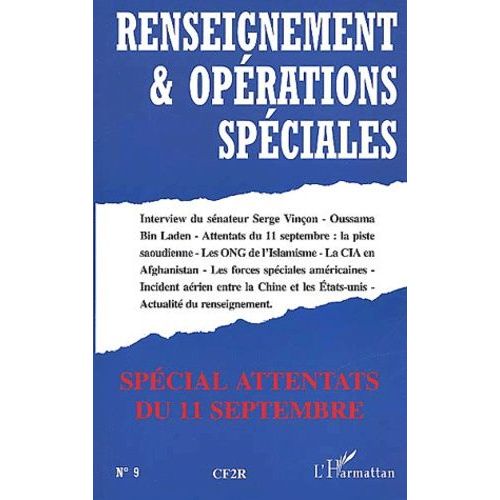 RENSEIGNEMENT
& OPÉRATIONS
SPÉCIALES
Interview du sénateur Serge Vinçon - Oussama
Bin Laden - Attentats du 11 septembre : la piste
saoudienne - Les ONG de l'Islamisme - La CIA en
Afghanistan - Les forces spéciales américaines -
Incident aérien entre la Chine et les États-unis -
Actualité du renseignement.
SPÉCIAL ATTENTATS
DU 11 SEPTEMBRE
N° 9 CF2R L'Harmattan